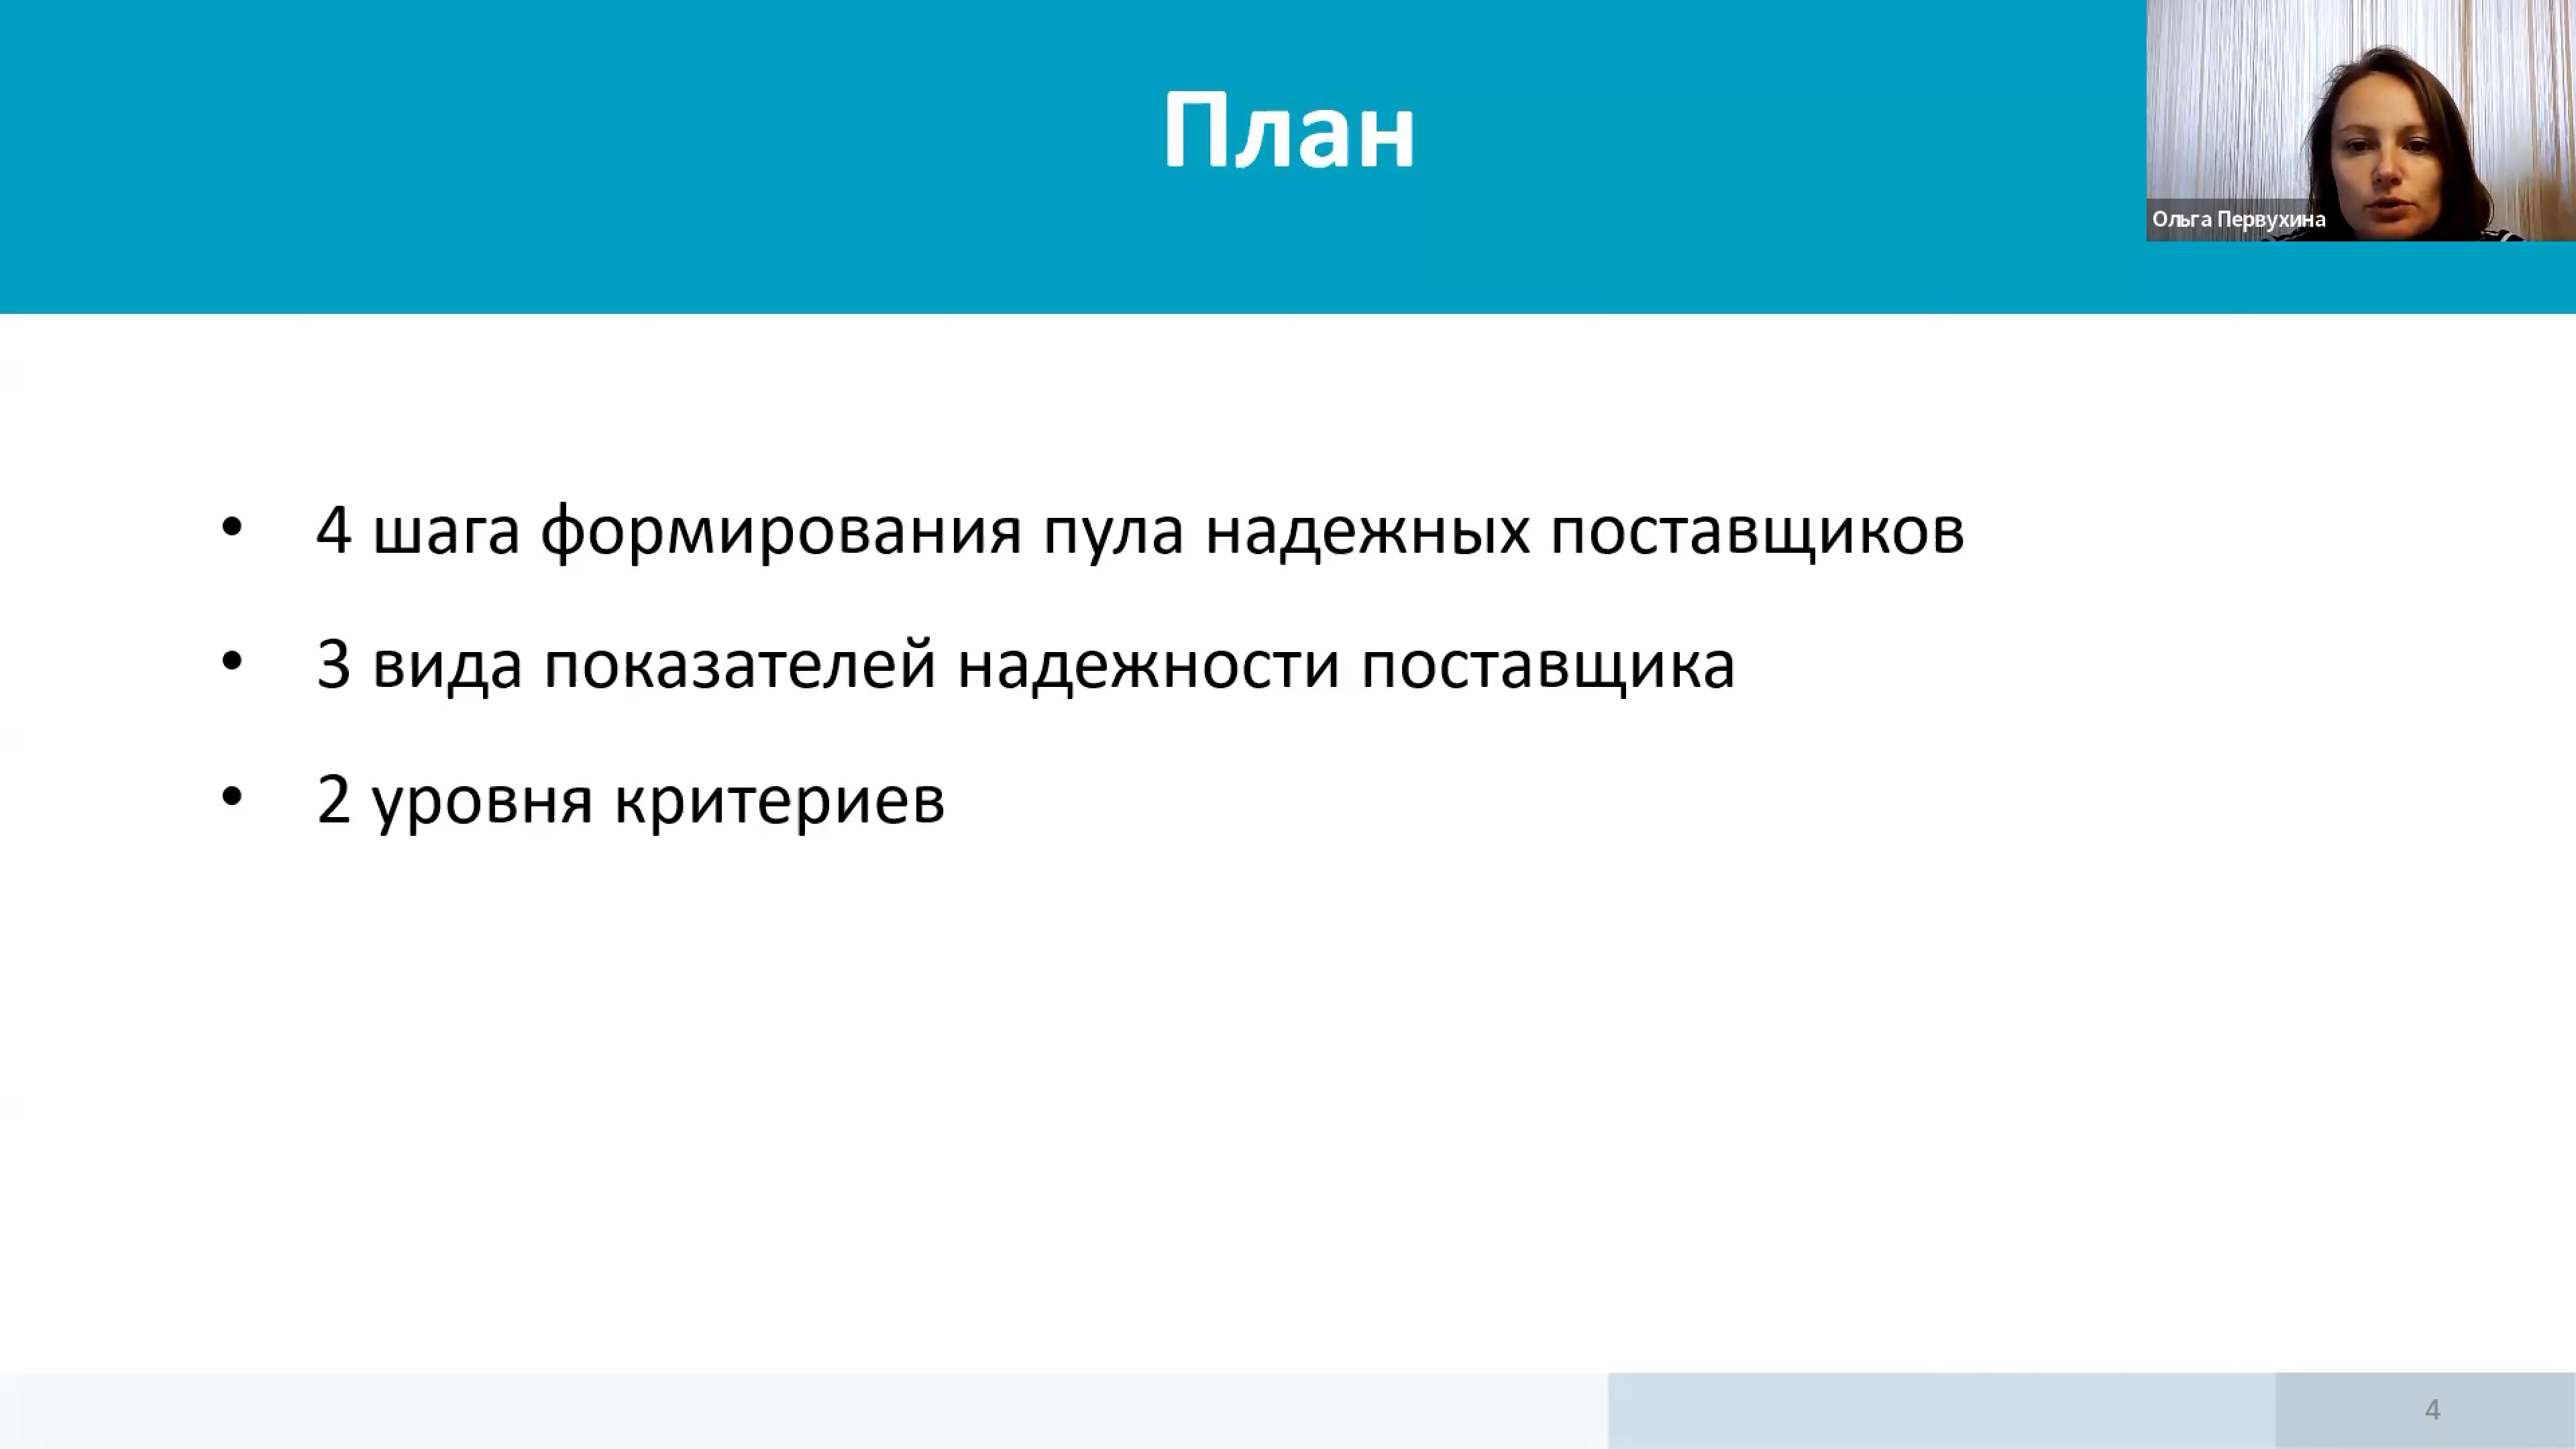 План
Ольга Первухина
• 4 шага формирования пула надежных поставщиков
• 3 вида показателей надежности поставщика
• 2 уровня критериев
4